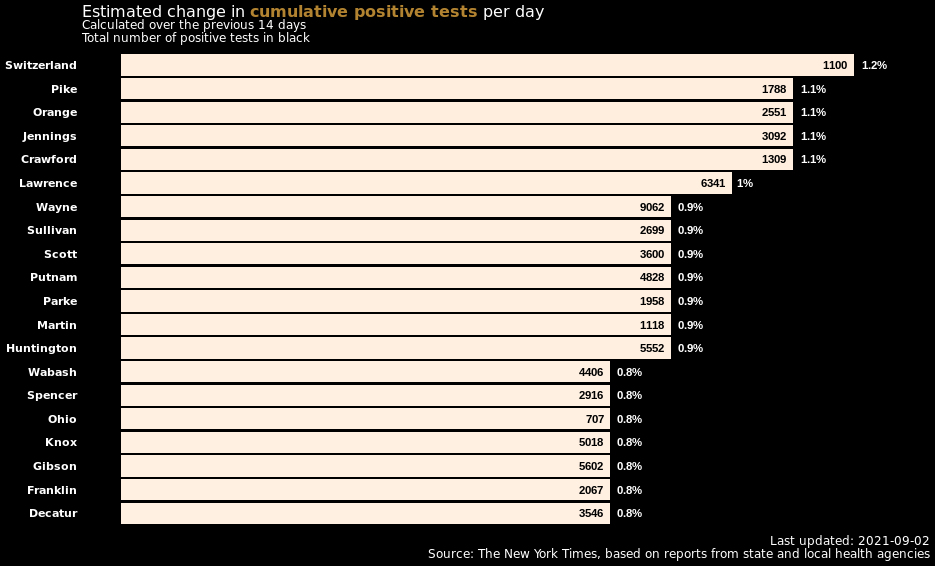 Estimated change in cumulative positive tests per day
Calculated over the previous 14 days
Total number of positive tests in black
Switzerland 1100 1.2%
Pike 1788 1.1%
Orange 2551 1.1%
Jennings 3092 1.1%
Crawford 1309 1.1%
Lawrence 6341 1%
Wayne 9062 0.9%
Sullivan 2699 0.9%
Scott 3600 0.9%
Putnam 4828 0.9%
Parke 1958 0.9%
Martin 1118 0.9%
Huntington 5552 0.9%
Wabash 4406 0.8%
Spencer 2916 0.8%
Ohio 707 0.8%
Knox 5018 0.8%
Gibson 5602 0.8%
Franklin 2067 0.8%
Decatur 3546 0.8%
Last updated: 2021-09-02
Source: The New York Times, based on reports from state and local health agencies